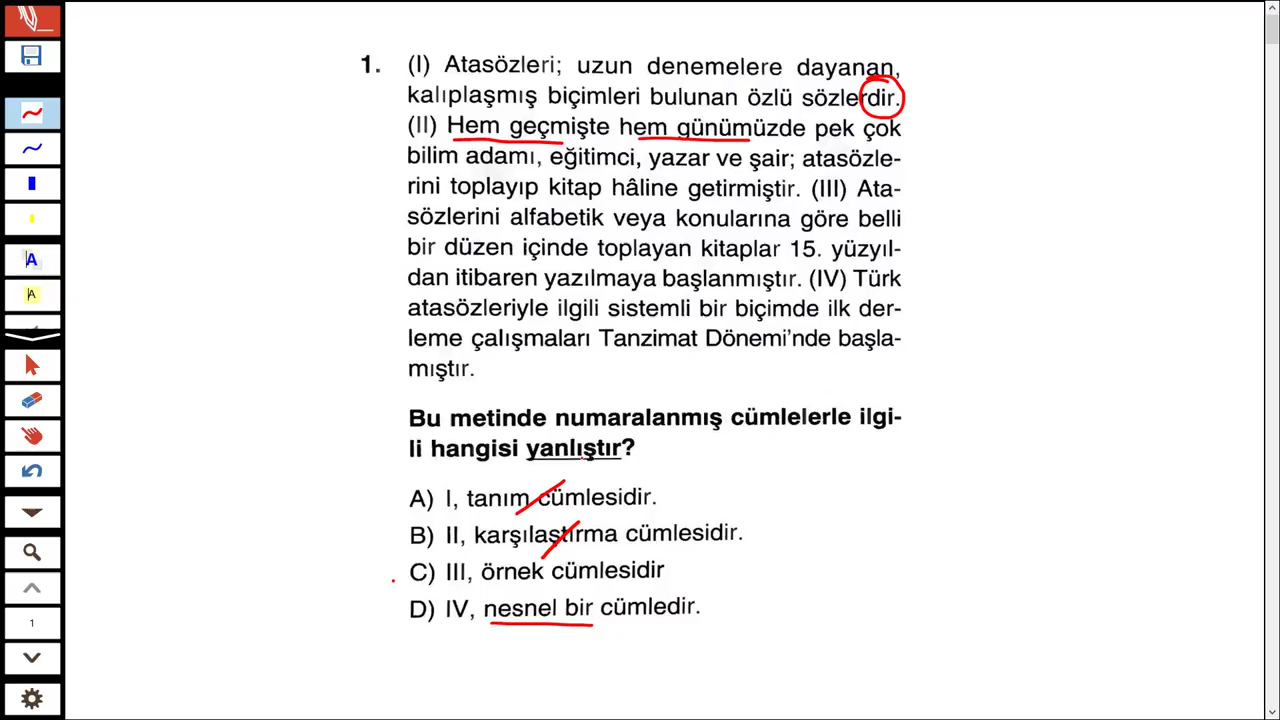 1. (I) Atasözleri; uzun denemelere dayanan,
kalıplaşmış biçimleri bulunan özlü sözlerdir.
(II) Hem geçmişte hem günümüzde pek çok
bilim adamı, eğitimci, yazar ve şair; atasözle-
rini toplayıp kitap hâline getirmiştir. (III) Ata-
sözlerini alfabetik veya konularına göre belli
bir düzen içinde toplayan kitaplar 15. yüzyıl-
dan itibaren yazılmaya başlanmıştır. (IV) Türk
atasözleriyle ilgili sistemli bir biçimde ilk der-
leme çalışmaları Tanzimat Dönemi'nde başla-
mıştır.
Bu metinde numaralanmış cümlelerle ilgi-
li hangisi yanlıştır?
A) I, tanım cümlesidir.
B) II, karşılaştırma cümlesidir.
C) III, örnek cümlesidir
D) IV, nesnel bir cümledir.
A
A
1